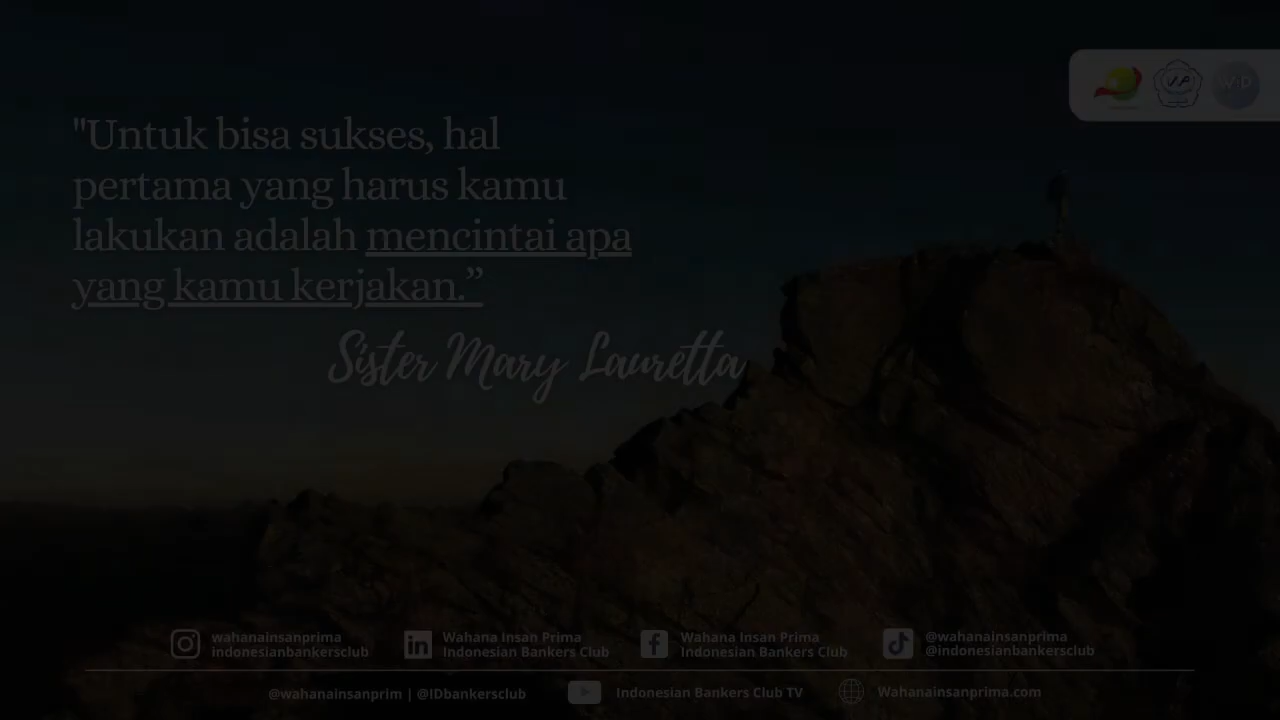 "Untuk bisa sukses, hal
pertama yang harus kamu
lakukan adalah mencintai apa
yang kamu kerjakan.”
Sister Mary Lauretta
wahanainsanprima
indonesianbankersclub
Wahana Insan Prima
Indonesian Bankers Club
Wahana Insan Prima
Indonesian Bankers Club
@wahanainsanprima
@indonesianbankersclub
@wahanainsanprim | @IDbankersclub
Indonesian Bankers Club TV
Wahanainsanprima.com